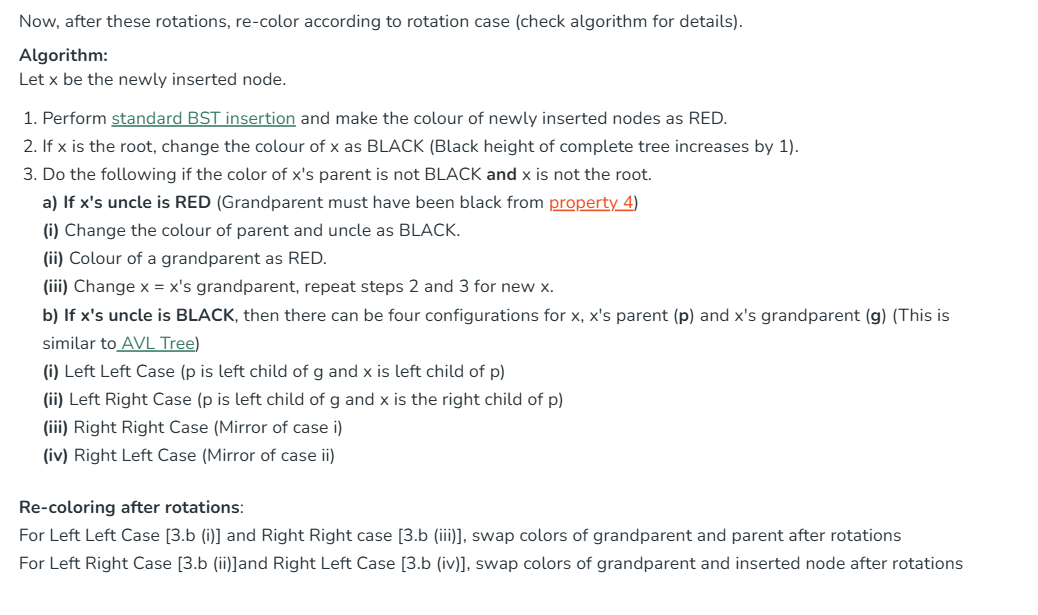 Now, after these rotations, re-color according to rotation case (check algorithm for details).
Algorithm:
Let x be the newly inserted node.
1. Perform standard BST insertion and make the colour of newly inserted nodes as RED.
2. If x is the root, change the colour of x as BLACK (Black height of complete tree increases by 1).
3. Do the following if the color of x's parent is not BLACK and x is not the root.
a) If x's uncle is RED (Grandparent must have been black from property 4)
(i) Change the colour of parent and uncle as BLACK.
(ii) Colour of a grandparent as RED.
(iii) Change x = x's grandparent, repeat steps 2 and 3 for new x.
b) If x's uncle is BLACK, then there can be four configurations for x, x's parent (p) and x's grandparent (g) (This is
similar to AVL Tree)
(i) Left Left Case (p is left child of g and x is left child of p)
(ii) Left Right Case (p is left child of g and x is the right child of p)
(iii) Right Right Case (Mirror of case i)
(iv) Right Left Case (Mirror of case ii)
Re-coloring after rotations:
For Left Left Case [3.b (i)] and Right Right case [3.b (iii)], swap colors of grandparent and parent after rotations
For Left Right Case [3.b (ii)]and Right Left Case [3.b (iv)], swap colors of grandparent and inserted node after rotations